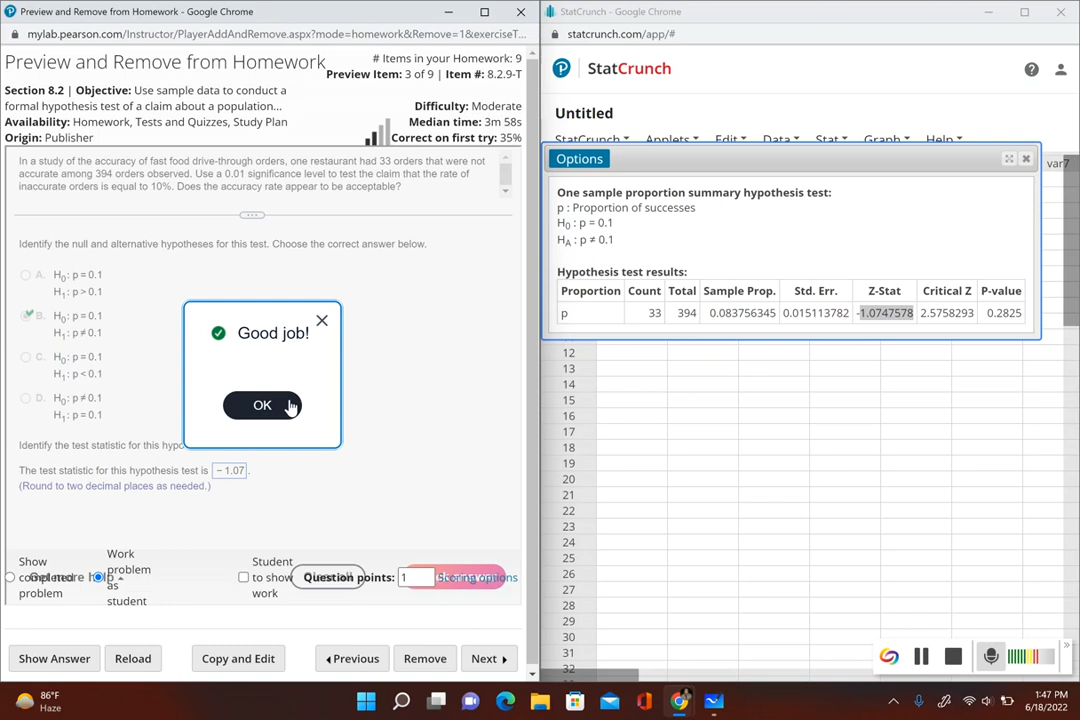 Preview and Remove from Homework - Google Chrome
mylab.pearson.com/Instructor/PlayerAddAndRemove.aspx?mode=homework&Remove=1&exerciseT...
Preview and Remove from Homework
# Items in your Homework: 9
Preview Item: 3 of 9 | Item #: 8.2.9-T
Section 8.2 | Objective: Use sample data to conduct a
formal hypothesis test of a claim about a population...
Availability: Homework, Tests and Quizzes, Study Plan
Origin: Publisher
Difficulty: Moderate
Median time: 3m 58s
Correct on first try: 35%
In a study of the accuracy of fast food drive-through orders, one restaurant had 33 orders that were not
accurate among 394 orders observed. Use a 0.01 significance level to test the claim that the rate of
inaccurate orders is equal to 10%. Does the accuracy rate appear to be acceptable?
Identify the null and alternative hypotheses for this test. Choose the correct answer below.
A. H0: p = 0.1
H1: p > 0.1
B. H0: p = 0.1
H1: p ≠ 0.1
C. H0: p = 0.1
H1: p < 0.1
D. H0: p ≠ 0.1
H1: p = 0.1
Good job!
OK
Identify the test statistic for this hypo
The test statistic for this hypothesis test is − 1.07.
(Round to two decimal places as needed.)
Show
completed
problem
Work
problem
as
student
Student
to show
work
Question points: 1
Scoring options
Show Answer
Reload
Copy and Edit
Previous
Remove
Next
StatCrunch - Google Chrome
statcrunch.com/app/#
P
StatCrunch
Untitled
StatCrunch Applets Edit Data Stat Graph Help
var7
Options
One sample proportion summary hypothesis test:
p : Proportion of successes
H0 : p = 0.1
HA : p ≠ 0.1
Hypothesis test results:
Proportion Count Total Sample Prop. Std. Err. Z-Stat Critical Z P-value
p 33 394 0.083756345 0.015113782 -1.0747578 2.5758293 0.2825
12
13
14
15
16
17
18
19
20
21
22
23
24
25
26
27
28
29
30
31
32
86°F
Haze
1:47 PM
6/18/2022